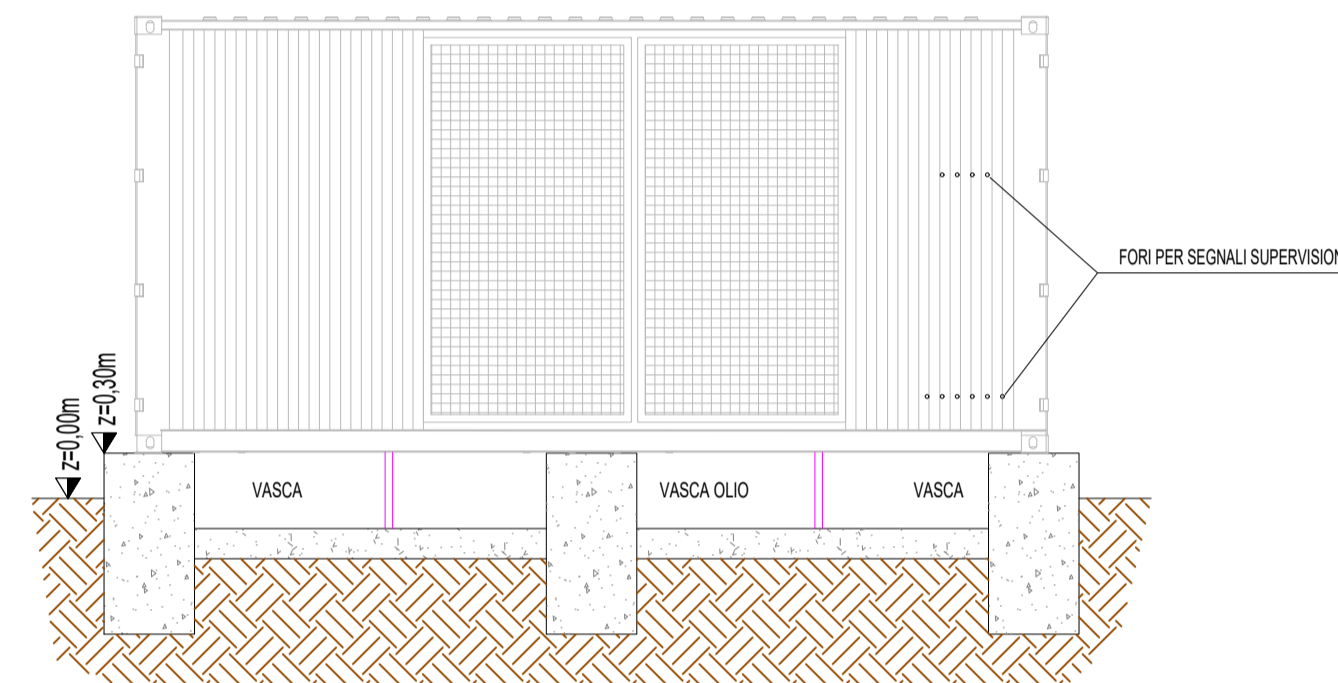 FORI PER SEGNALI SUPERVISION
z=0,30m
z=0,00m
VASCA
VASCA OLIO
VASCA